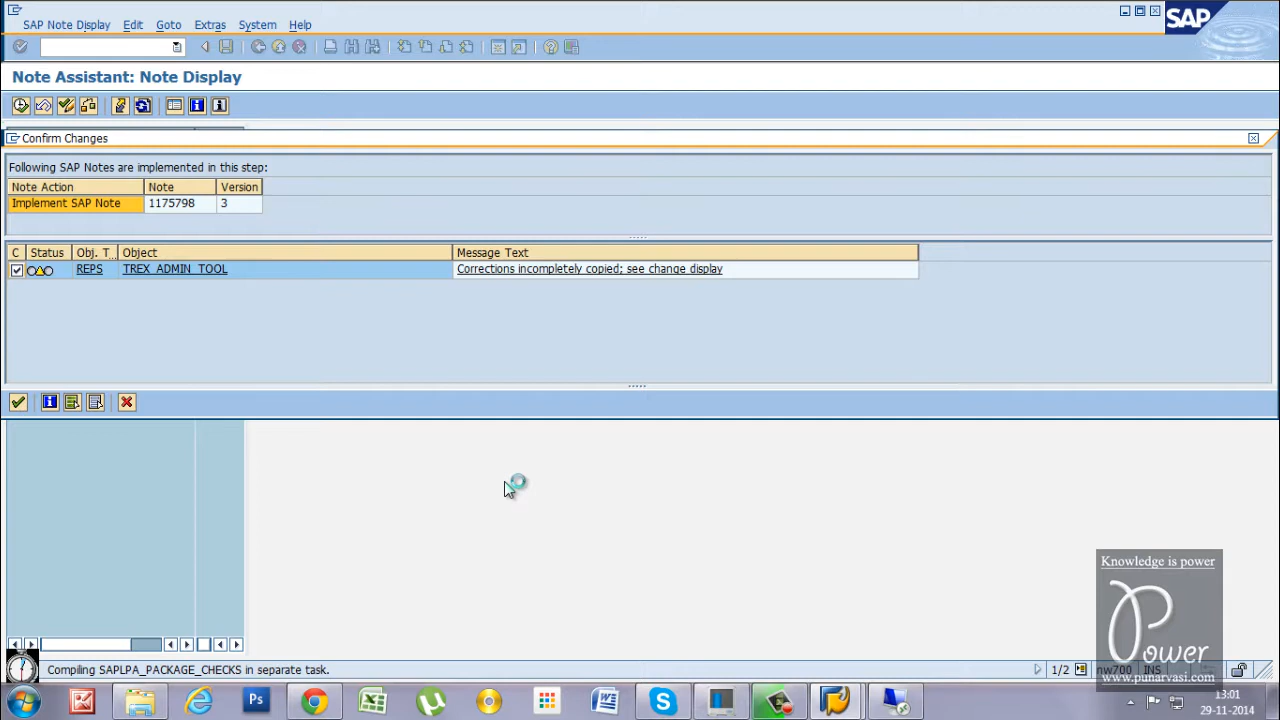 SAP Note Display Edit Goto Extras System Help
SAP
Note Assistant: Note Display
Confirm Changes
Following SAP Notes are implemented in this step:
Note Action Note Version
Implement SAP Note 1175798 3
C Status Obj. T.. Object Message Text
REPS TREX_ADMIN_TOOL Corrections incompletely copied; see change display
Knowledge is power
Power
www.punarvasi.com
Compiling SAPLPA_PACKAGE_CHECKS in separate task.
1/2 nw700 INS
Ps
13:01
29-11-2014